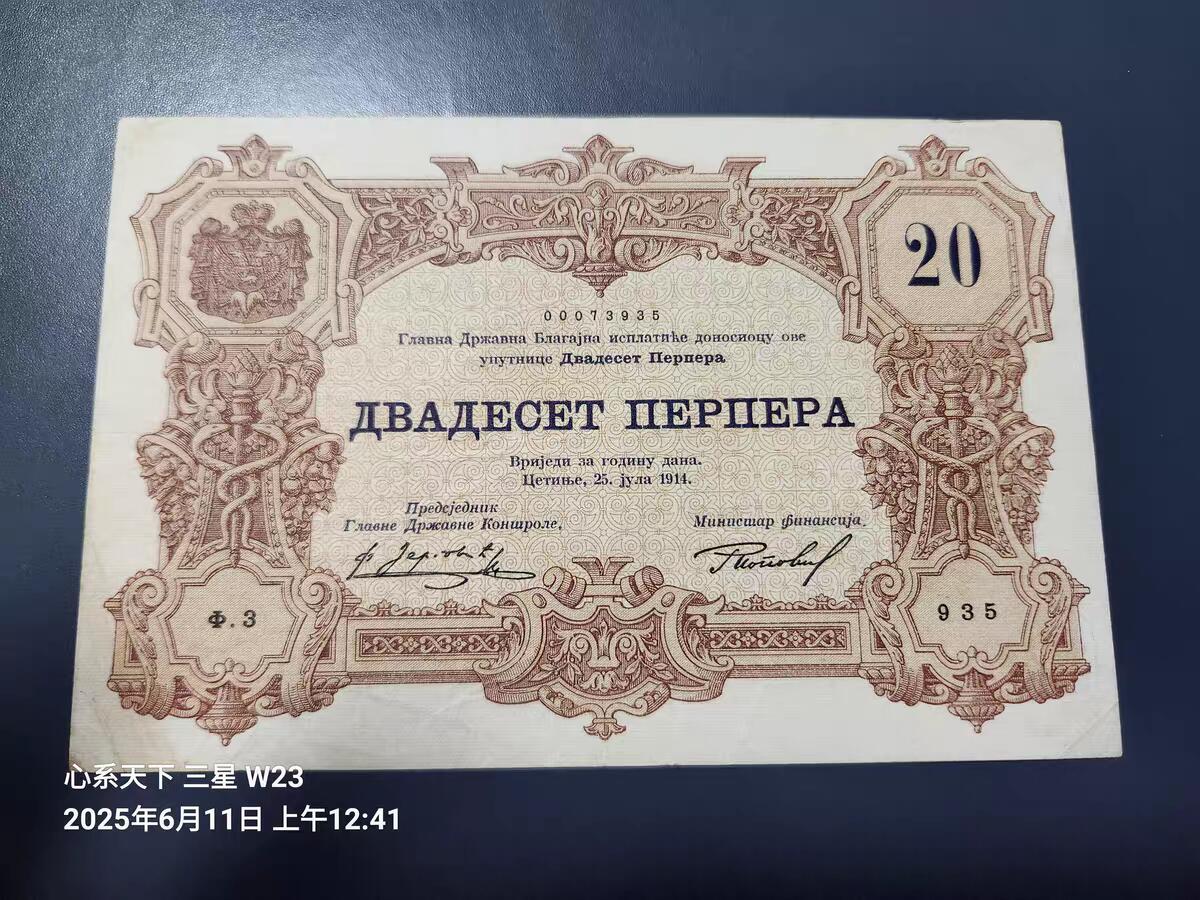 20
00073935
Главна Државна Благајна исплатиће доносиоцу ове
упутнице Двадесет Перпера
ДВАДЕСЕТ ПЕРПЕРА
Вриједи за годину дана.
Цетиње, 25. јула 1914.
Предсједник
Главне Државне Контроле,
Министар финансија,
Ф.3
935
心系天下 三星 W23
2025年6月11日 上午12:41